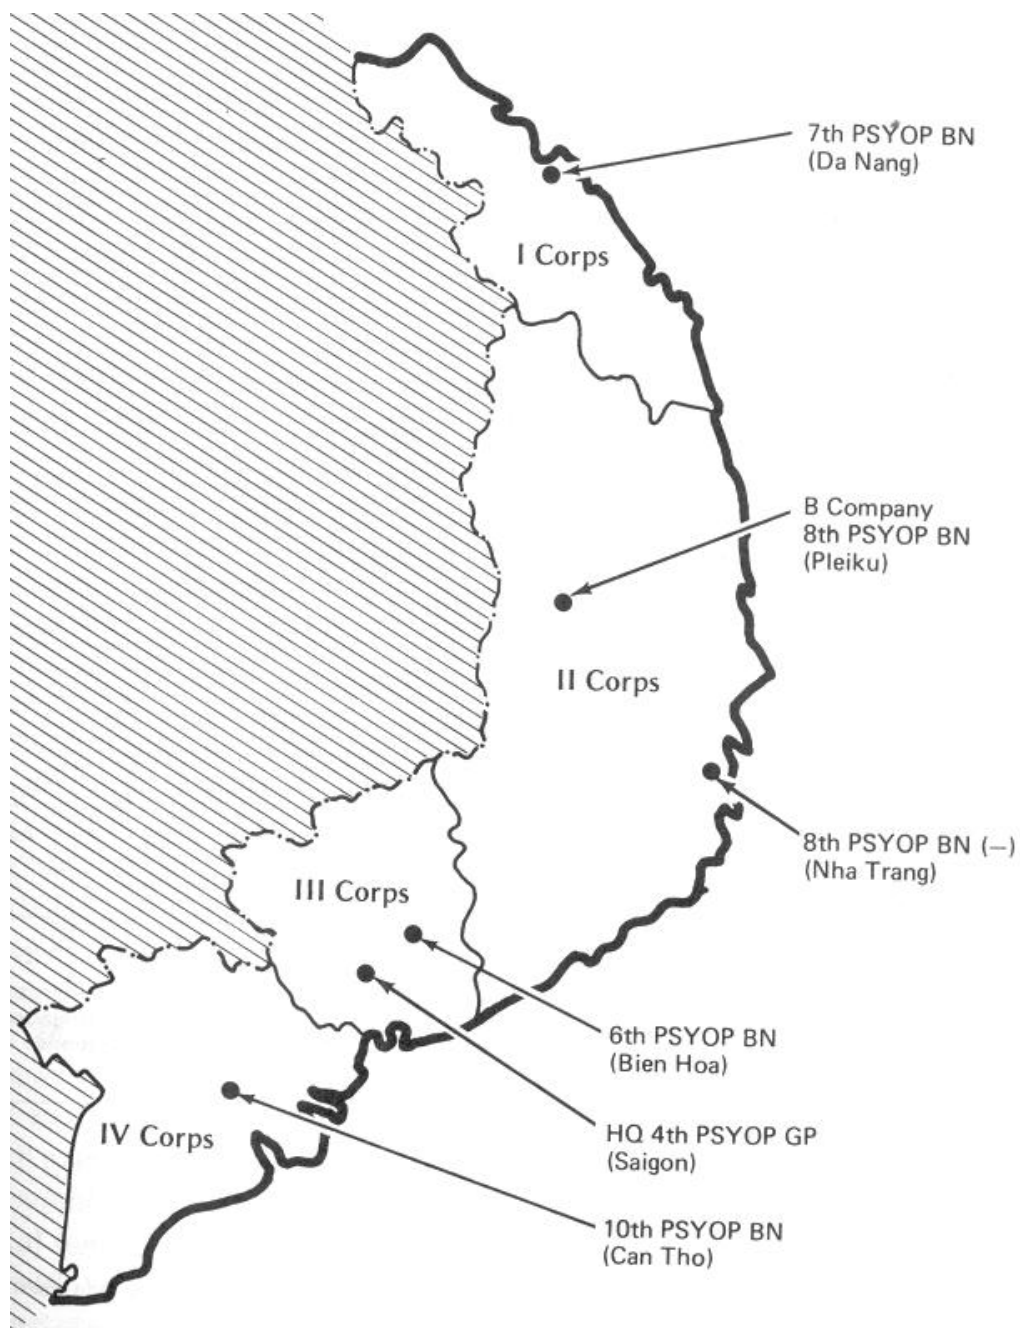 7th PSYOP BN
(Da Nang)
I Corps
B Company
8th PSYOP BN
(Pleiku)
II Corps
8th PSYOP BN (—)
(Nha Trang)
III Corps
6th PSYOP BN
(Bien Hoa)
HQ 4th PSYOP GP
(Saigon)
IV Corps
10th PSYOP BN
(Can Tho)